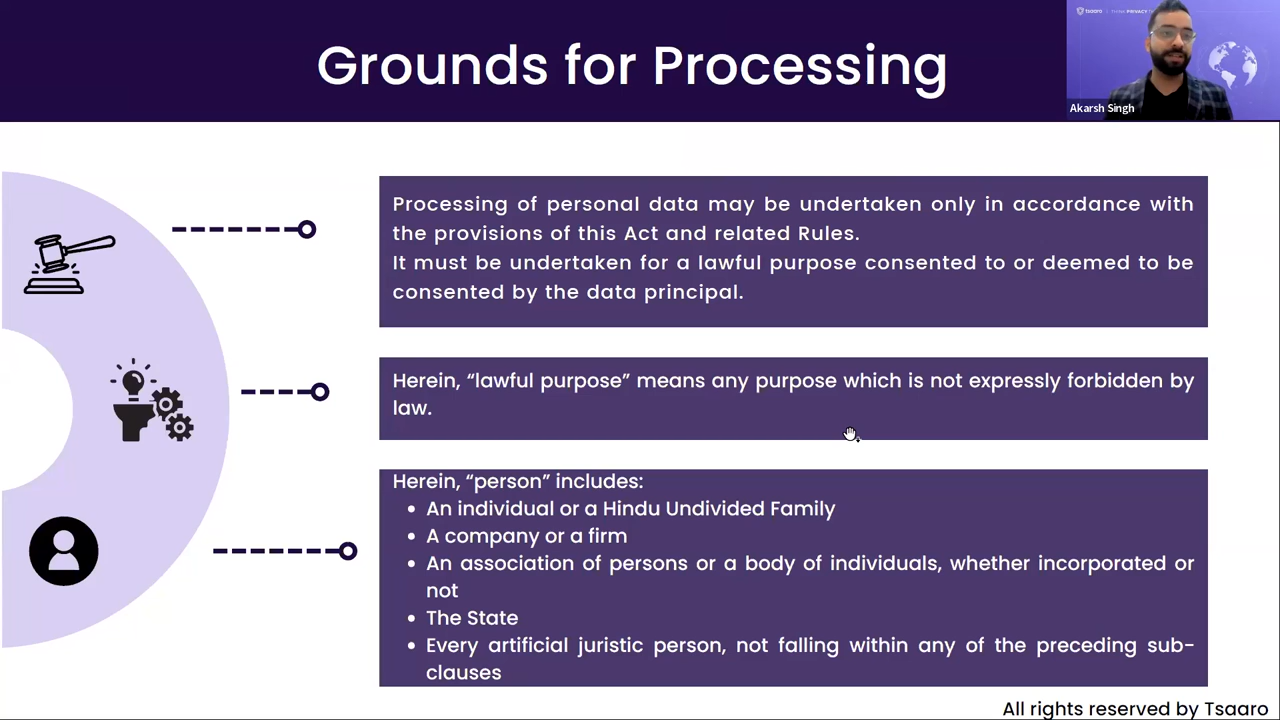 Grounds for Processing
tsaaro
PRIVACY
Akarsh Singh
Processing of personal data may be undertaken only in accordance with
the provisions of this Act and related Rules.
It must be undertaken for a lawful purpose consented to or deemed to be
consented by the data principal.
Herein, “lawful purpose” means any purpose which is not expressly forbidden by
law.
Herein, “person” includes:
• An individual or a Hindu Undivided Family
• A company or a firm
• An association of persons or a body of individuals, whether incorporated or
not
• The State
• Every artificial juristic person, not falling within any of the preceding sub-
clauses
All rights reserved by Tsaaro